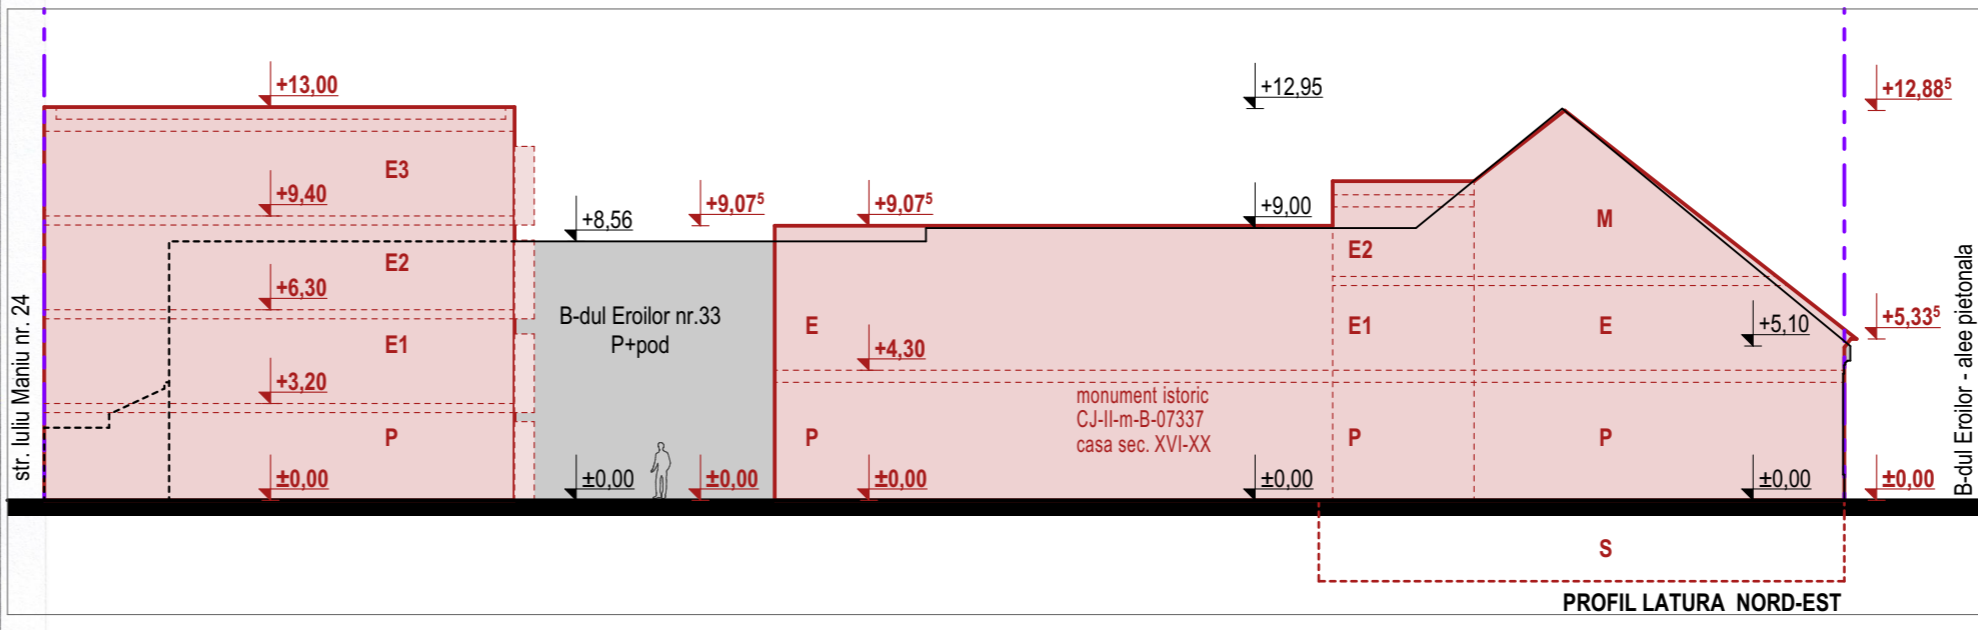 +13,00
+12,95
+12,88⁵
E3
+9,40
+9,07⁵
+9,07⁵
+9,00
+8,56
M
E2
E2
+6,30
B-dul Eroilor nr.33
P+pod
E
E1
E
+5,10
+5,33⁵
E1
+4,30
+3,20
monument istoric
CJ-II-m-B-07337
casa sec. XVI-XX
P
P
P
P
±0,00
±0,00
±0,00
±0,00
±0,00
±0,00
±0,00
str. Iuliu Maniu nr. 24
B-dul Eroilor - alee pietonala
S
PROFIL LATURA NORD-EST